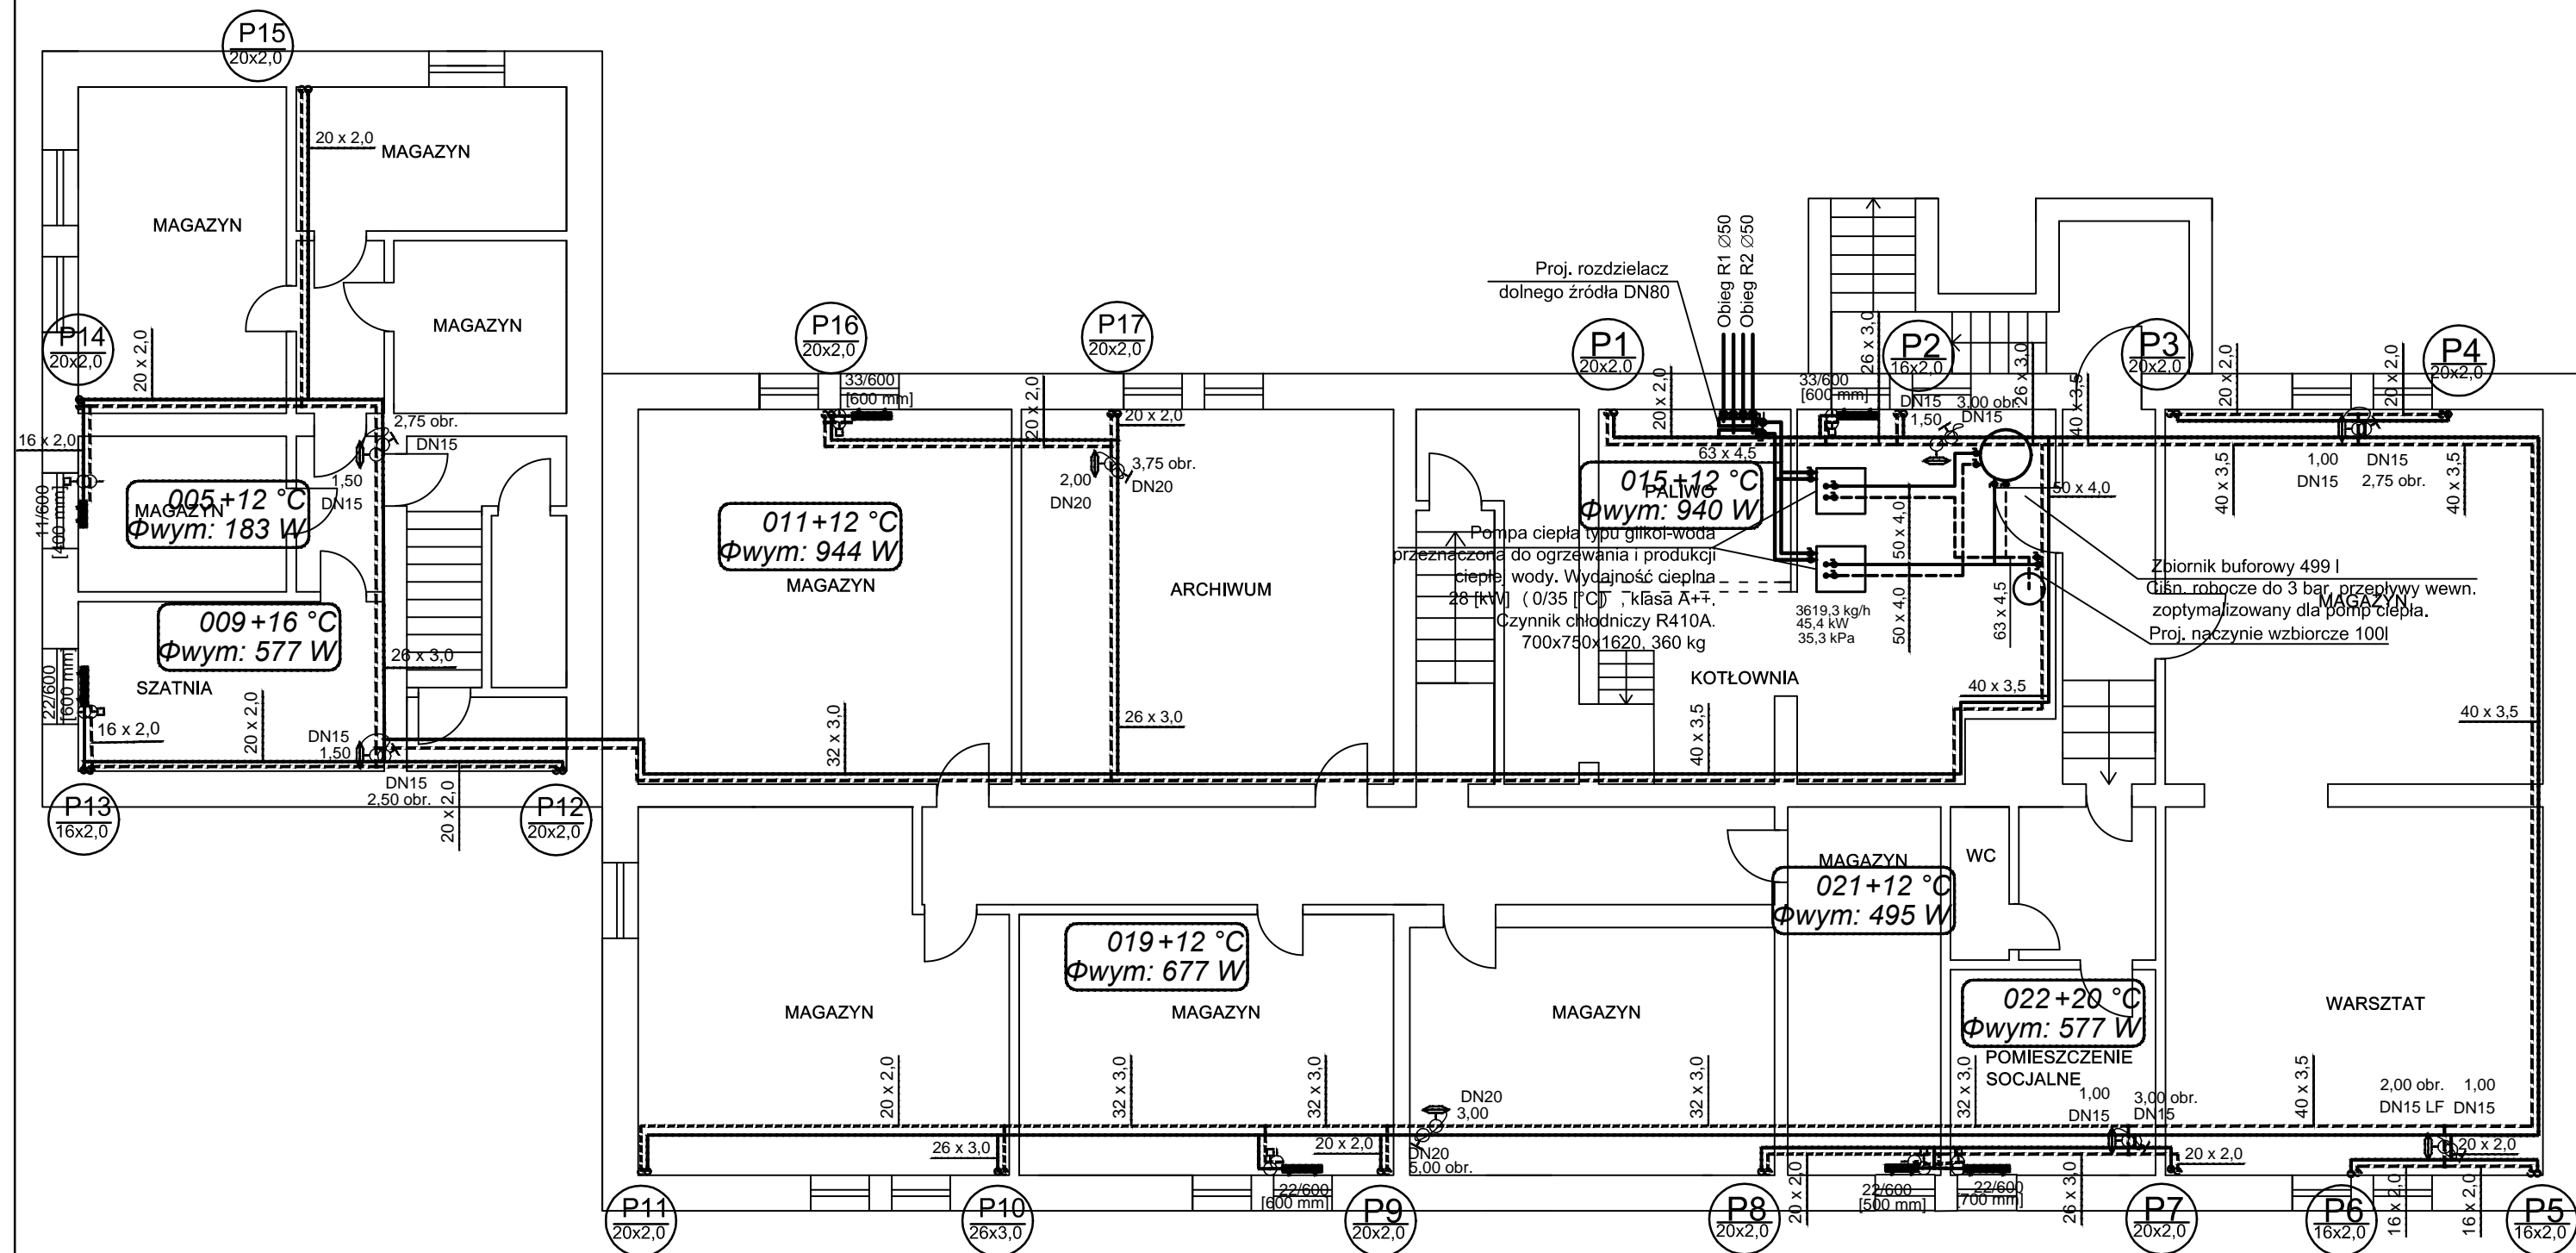 P15
20x2,0
20 x 2,0
MAGAZYN
MAGAZYN
MAGAZYN
P14
20x2,0
20 x 2,0
2,75 obr.
DN15
16 x 2,0
1,50
DN15
11/600
[400 mm]
005 +12 °C
MAGAZYN
Φwym: 183 W
009 +16 °C
Φwym: 577 W
26 x 3,0
SZATNIA
22/600
[600 mm]
16 x 2,0
20 x 2,0
DN15
1,50
DN15
2,50 obr.
20 x 2,0
P13
16x2,0
P12
20x2,0
P16
20x2,0
P17
20x2,0
33/600
[600 mm]
20 x 2,0
20 x 2,0
3,75 obr.
2,00
DN20
DN20
011 +12 °C
Φwym: 944 W
MAGAZYN
ARCHIWUM
32 x 3,0
26 x 3,0
Proj. rozdzielacz
dolnego źródła DN80
Obieg R1 ∅50
Obieg R2 ∅50
P1
20x2,0
20 x 2,0
63 x 4,5
015 +12 °C
PALIWO
Φwym: 940 W
Pompa ciepła typu glikol-woda
przeznaczona do ogrzewania i produkcji
ciepłej wody. Wydajność cieplna
28 [kW] ( 0/35 [°C]) , klasa A++.
Czynnik chłodniczy R410A.
700x750x1620, 360 kg
33/600
[600 mm]
26 x 3,0
P2
16x2,0
DN15
1,50
3,00 obr.
DN15
26 x 3,0
40 x 3,5
50 x 4,0
50 x 4,0
50 x 4,0
63 x 4,5
3619,3 kg/h
45,4 kW
35,3 kPa
KOTŁOWNIA
40 x 3,5
40 x 3,5
P3
20x2,0
20 x 2,0
20 x 2,0
P4
20x2,0
40 x 3,5
1,00
DN15
DN15
2,75 obr.
40 x 3,5
Zbiornik buforowy 499 l
Ciśn. robocze do 3 bar, przepływy wewn.
MAGAZYN
zoptymalizowany dla pomp ciepła.
Proj. naczynie wzbiorcze 100l
40 x 3,5
MAGAZYN
WC
021 +12 °C
Φwym: 495 W
019 +12 °C
Φwym: 677 W
MAGAZYN
MAGAZYN
MAGAZYN
022 +20 °C
Φwym: 577 W
POMIESZCZENIE
SOCJALNE
WARSZTAT
20 x 2,0
32 x 3,0
32 x 3,0
DN20
3,00
32 x 3,0
32 x 3,0
1,00
DN15
3,00 obr.
DN15
40 x 3,5
2,00 obr.
1,00
DN15 LF
DN15
26 x 3,0
20 x 2,0
DN20
5,00 obr.
20 x 2,0
20 x 2,0
22/600
[600 mm]
20 x 2,0
22/600
[500 mm]
22/600
[700 mm]
26 x 3,0
16 x 2,0
16 x 2,0
P11
20x2,0
P10
26x3,0
P9
20x2,0
P8
20x2,0
P7
20x2,0
P6
16x2,0
P5
16x2,0